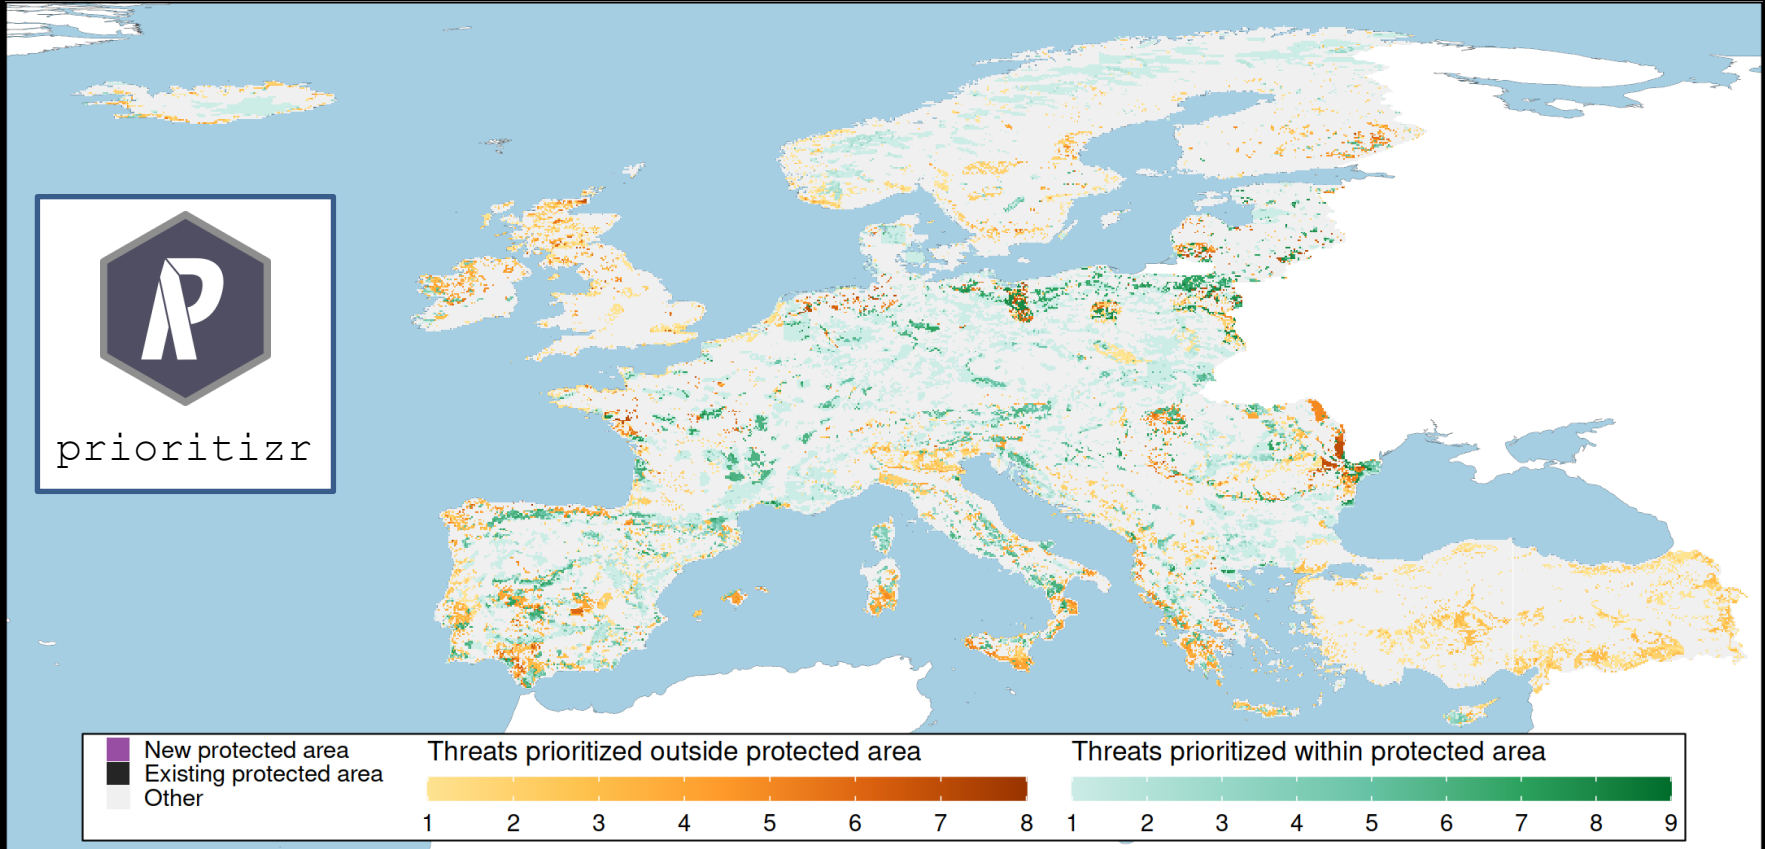 prioritizr
New protected area
Existing protected area
Other
Threats prioritized outside protected area
1 2 3 4 5 6 7 8
Threats prioritized within protected area
1 2 3 4 5 6 7 8 9